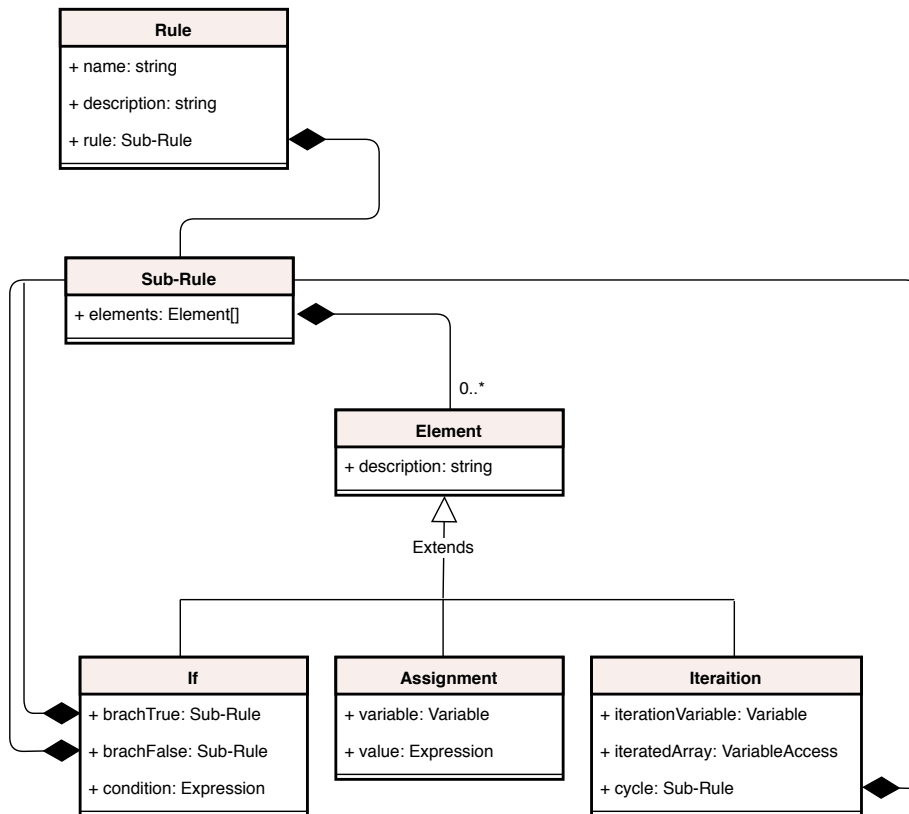 Rule
+ name: string
+ description: string
+ rule: Sub-Rule
Sub-Rule
+ elements: Element[]
0..*
Element
+ description: string
Extends
If
+ brachTrue: Sub-Rule
+ brachFalse: Sub-Rule
+ condition: Expression
Assignment
+ variable: Variable
+ value: Expression
Iteraition
+ iterationVariable: Variable
+ iteratedArray: VariableAccess
+ cycle: Sub-Rule